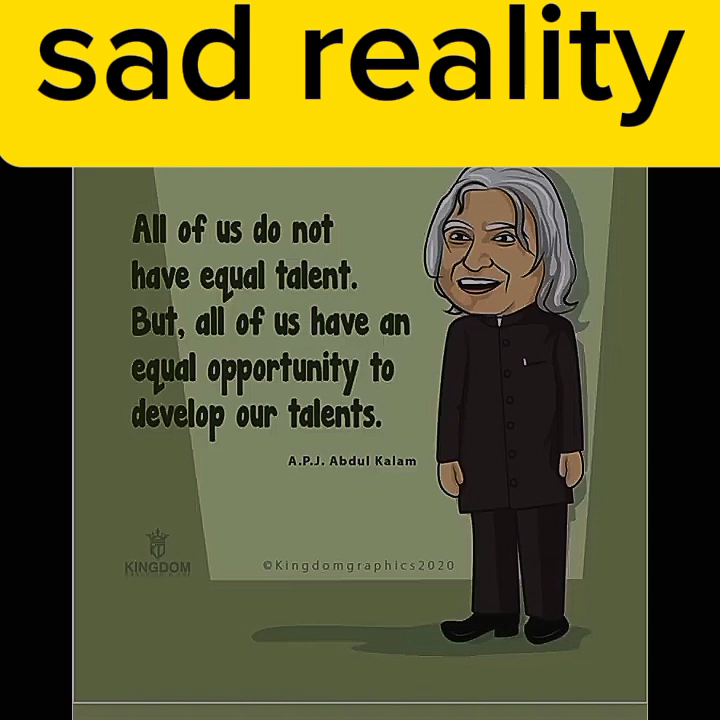 sad reality
All of us do not
have equal talent.
But, all of us have an
equal opportunity to
develop our talents.
A.P.J. Abdul Kalam
KINGDOM
©Kingdomgraphics2020